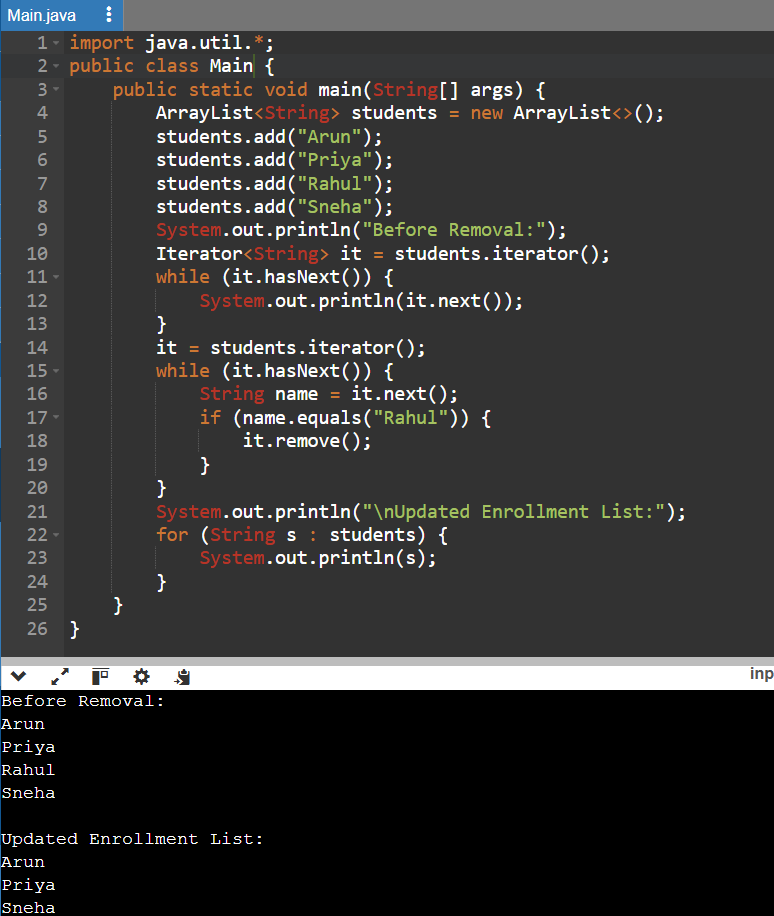 Main.java
1 import java.util.*;
2 public class Main {
3     public static void main(String[] args) {
4         ArrayList<String> students = new ArrayList<>();
5         students.add("Arun");
6         students.add("Priya");
7         students.add("Rahul");
8         students.add("Sneha");
9         System.out.println("Before Removal:");
10         Iterator<String> it = students.iterator();
11         while (it.hasNext()) {
12             System.out.println(it.next());
13         }
14         it = students.iterator();
15         while (it.hasNext()) {
16             String name = it.next();
17             if (name.equals("Rahul")) {
18                 it.remove();
19             }
20         }
21         System.out.println("\nUpdated Enrollment List:");
22         for (String s : students) {
23             System.out.println(s);
24         }
25     }
26 }
inp
Before Removal:
Arun
Priya
Rahul
Sneha

Updated Enrollment List:
Arun
Priya
Sneha